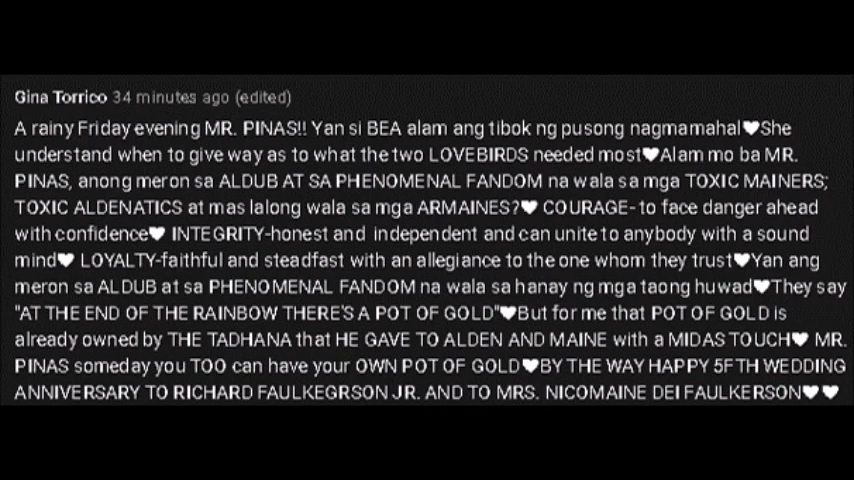 Gina Torrico 34 minutes ago (edited)
A rainy Friday evening MR. PINAS!! Yan si BEA alam ang tibok ng pusong nagmamahal♥She
understand when to give way as to what the two LOVEBIRDS needed most♥Alam mo ba MR.
PINAS, anong meron sa ALDUB AT SA PHENOMENAL FANDOM na wala sa mga TOXIC MAINERS;
TOXIC ALDENATICS at mas lalong wala sa mga ARMAINES?♥ COURAGE- to face danger ahead
with confidence♥ INTEGRITY-honest and independent and can unite to anybody with a sound
mind♥ LOYALTY-faithful and steadfast with an allegiance to the one whom they trust♥Yan ang
meron sa ALDUB at sa PHENOMENAL FANDOM na wala sa hanay ng mga taong huwad♥They say
"AT THE END OF THE RAINBOW THERE'S A POT OF GOLD"♥But for me that POT OF GOLD is
already owned by THE TADHANA that HE GAVE TO ALDEN AND MAINE with a MIDAS TOUCH♥ MR.
PINAS someday you TOO can have your OWN POT OF GOLD♥BY THE WAY HAPPY 5FTH WEDDING
ANNIVERSARY TO RICHARD FAULKEGRSON JR. AND TO MRS. NICOMAINE DEI FAULKERSON♥♥